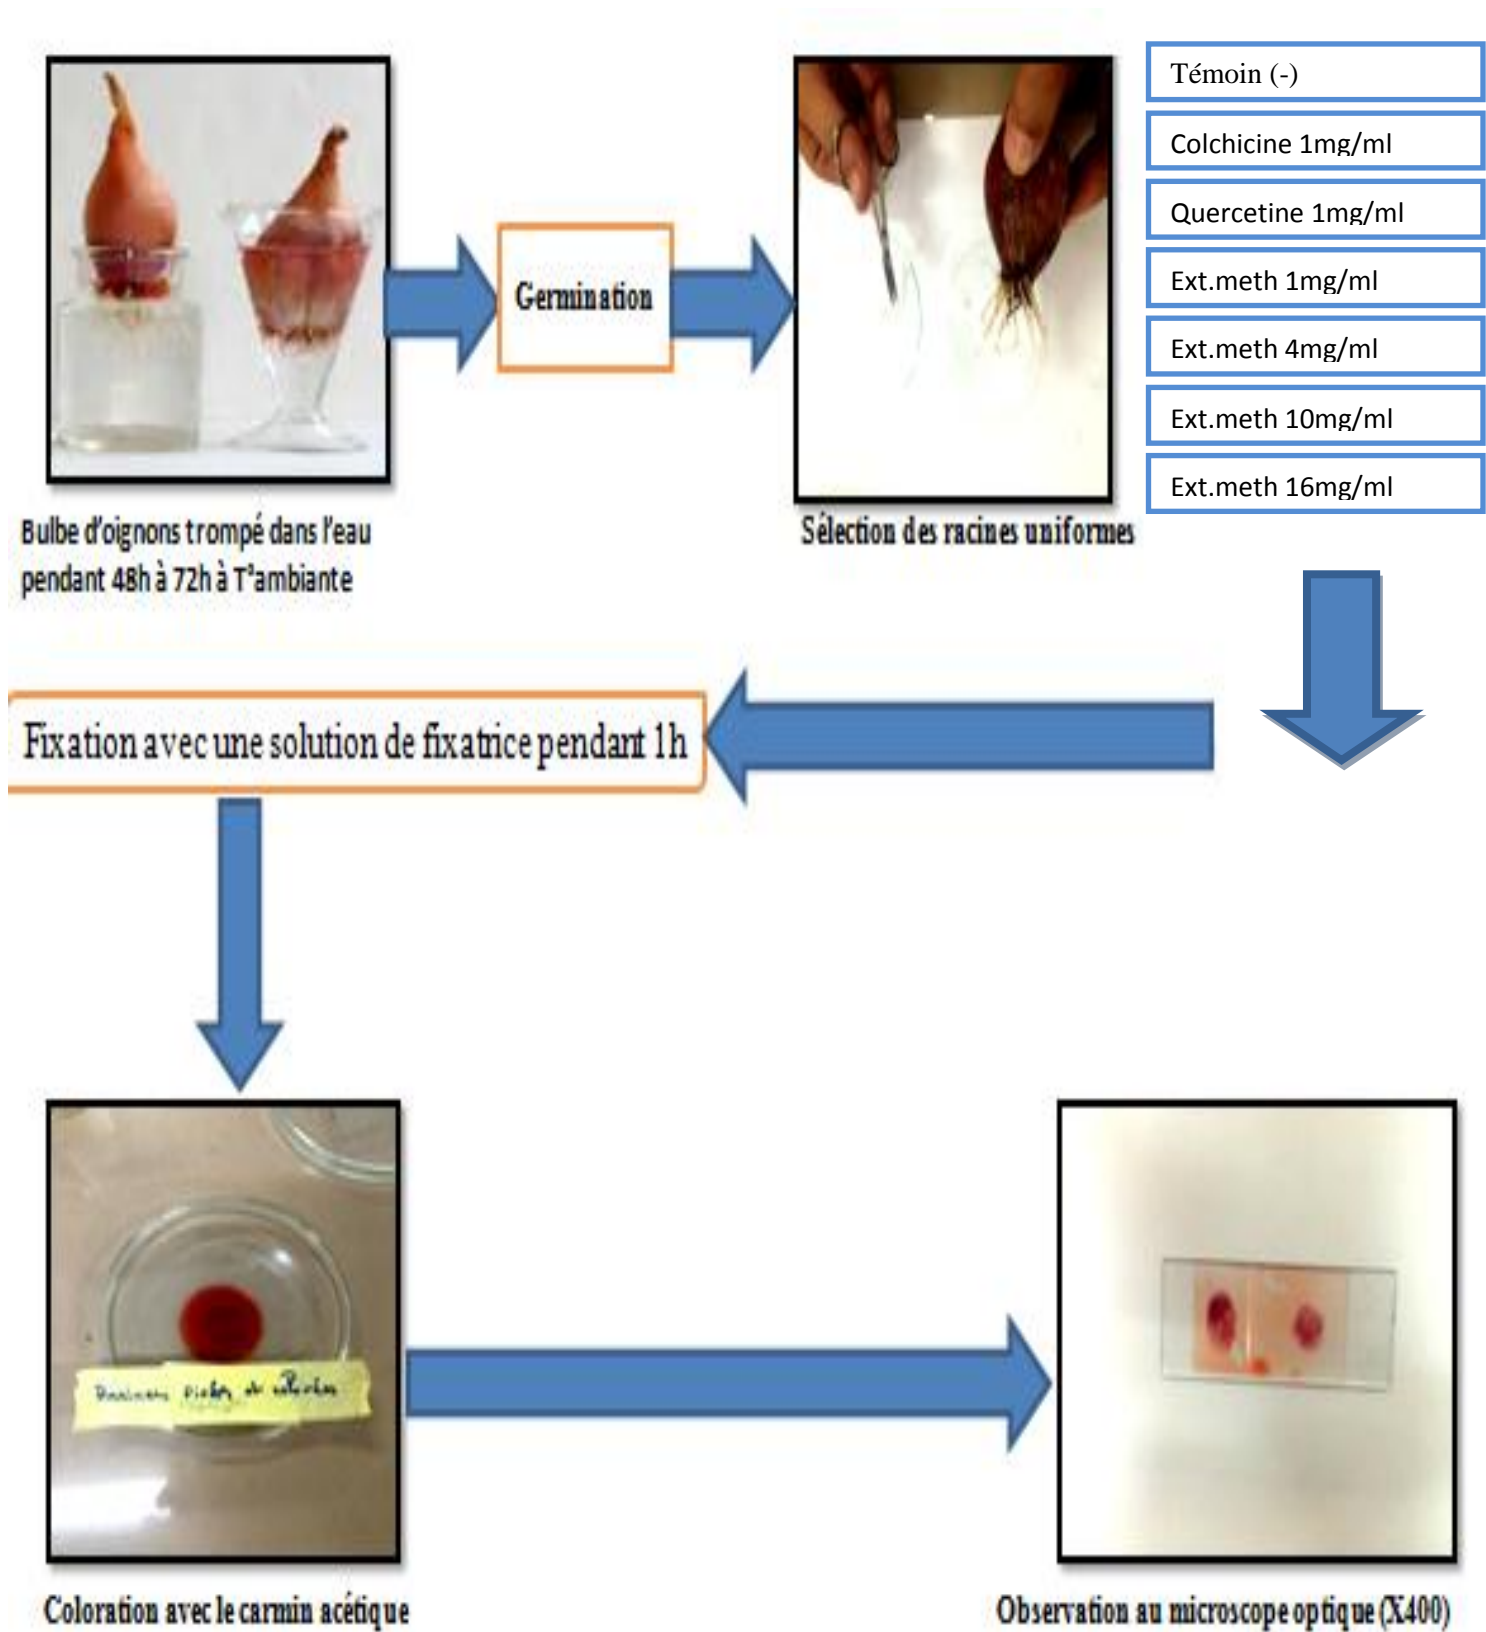 Témoin (-)
Colchicine 1mg/ml
Quercetine 1mg/ml
Ext.meth 1mg/ml
Ext.meth 4mg/ml
Ext.meth 10mg/ml
Ext.meth 16mg/ml
Germination
Bulbe d'oignons trompé dans l'eau
pendant 48h à 72h à T°ambiante
Sélection des racines uniformes
Fixation avec une solution de fixatrice pendant 1h
Coloration avec le carmin acétique
Observation au microscope optique (X400)